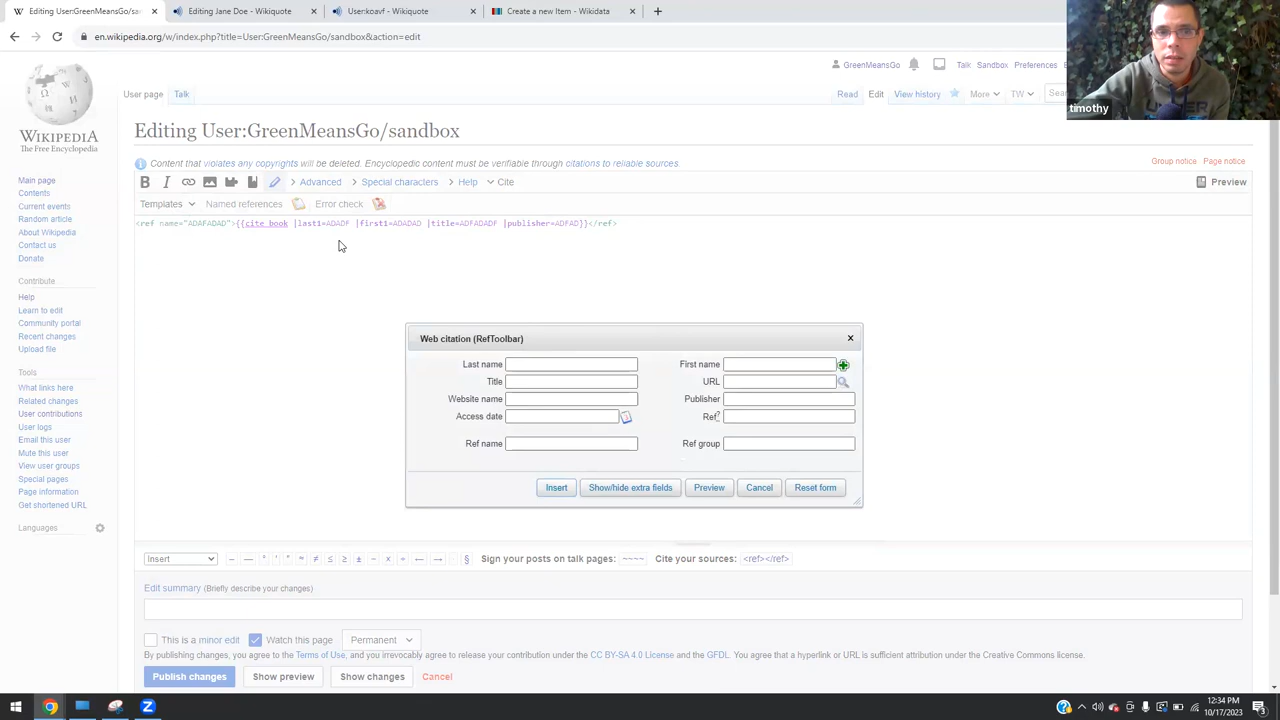 Editing User:GreenMeansGo/s
Editing Jane Doe - Wikiquote
User:koavf/quote
Create a new Item - Wikidata
en.wikipedia.org/w/index.php?title=User:GreenMeansGo/sandbox&action=edit
timothy
GreenMeansGo Talk Sandbox Preferences
User page Talk Read Edit View history More TW Sea
WIKIPEDIA
The Free Encyclopedia
Editing User:GreenMeansGo/sandbox
Content that violates any copyrights will be deleted. Encyclopedic content must be verifiable through citations to reliable sources.
Group notice · Page notice
B I Advanced Special characters Help Cite Preview
Templates Named references Error check
<ref name="ADAFADAD">{{cite book |last1=ADADF |first1=ADADAD |title=ADFADADF |publisher=ADFAD}}</ref>
Main page
Contents
Current events
Random article
About Wikipedia
Contact us
Donate
Contribute
Help
Learn to edit
Community portal
Recent changes
Upload file
Tools
What links here
Related changes
User contributions
User logs
Email this user
Mute this user
View user groups
Special pages
Page information
Get shortened URL
Languages
Web citation (RefToolbar)
Last name First name
Title URL
Website name Publisher
Access date Ref?
Ref name Ref group
Insert Show/hide extra fields Preview Cancel Reset form
Insert – — ° ′ ″ ≈ ≠ ≤ ≥ ± − × ÷ ← → · § Sign your posts on talk pages: ~~~~ Cite your sources: <ref></ref>
Edit summary (Briefly describe your changes)
This is a minor edit Watch this page Permanent
By publishing changes, you agree to the Terms of Use, and you irrevocably agree to release your contribution under the CC BY-SA 4.0 License and the GFDL. You agree that a hyperlink or URL is sufficient attribution under the Creative Commons license.
Publish changes Show preview Show changes Cancel
12:34 PM
10/17/2023